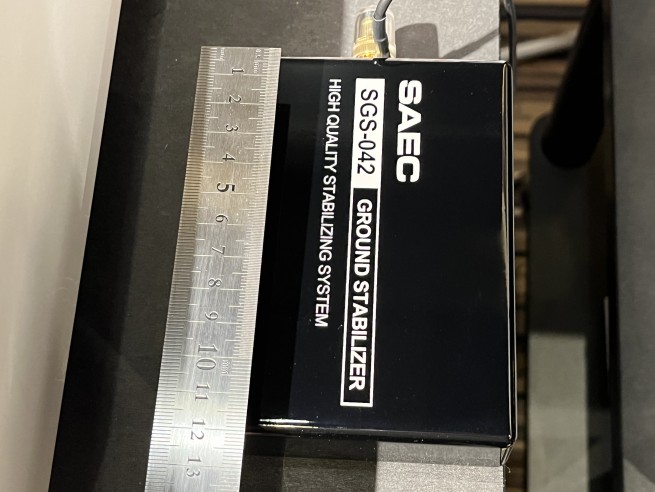 SAEC
SGS-042 GROUND STABILIZER
HIGH QUALITY STABILIZING SYSTEM
1 2 3 4 5 6 7 8 9 10 11 12 13